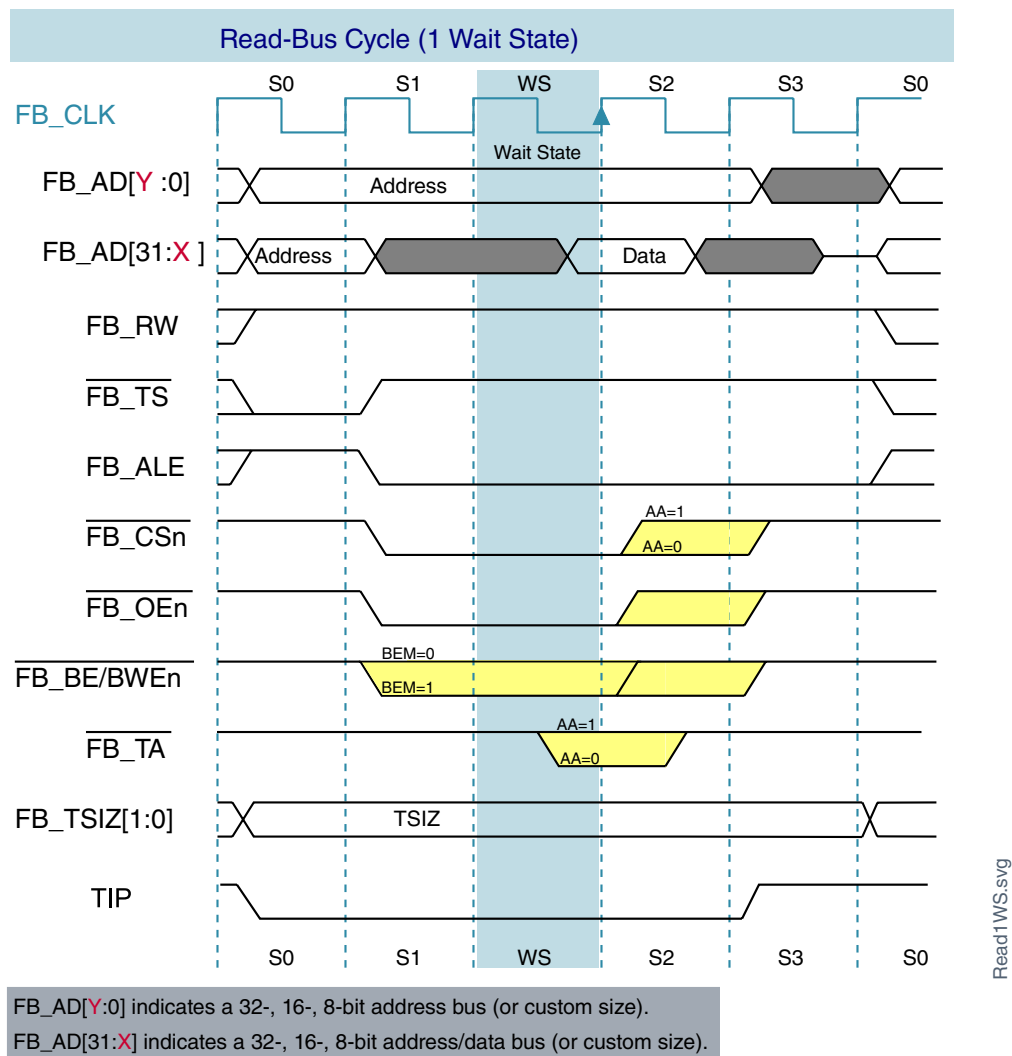 Read-Bus Cycle (1 Wait State)
S0 S1 WS S2 S3 S0
FB_CLK
Wait State
FB_AD[Y :0] Address
FB_AD[31:X ] Address Data
FB_RW
FB_TS
FB_ALE
FB_CSn AA=1
AA=0
FB_OEn
FB_BE/BWEn BEM=0
BEM=1
FB_TA AA=1
AA=0
FB_TSIZ[1:0] TSIZ
TIP
S0 S1 WS S2 S3 S0
Read1WS.svg
FB_AD[Y:0] indicates a 32-, 16-, 8-bit address bus (or custom size).
FB_AD[31:X] indicates a 32-, 16-, 8-bit address/data bus (or custom size).